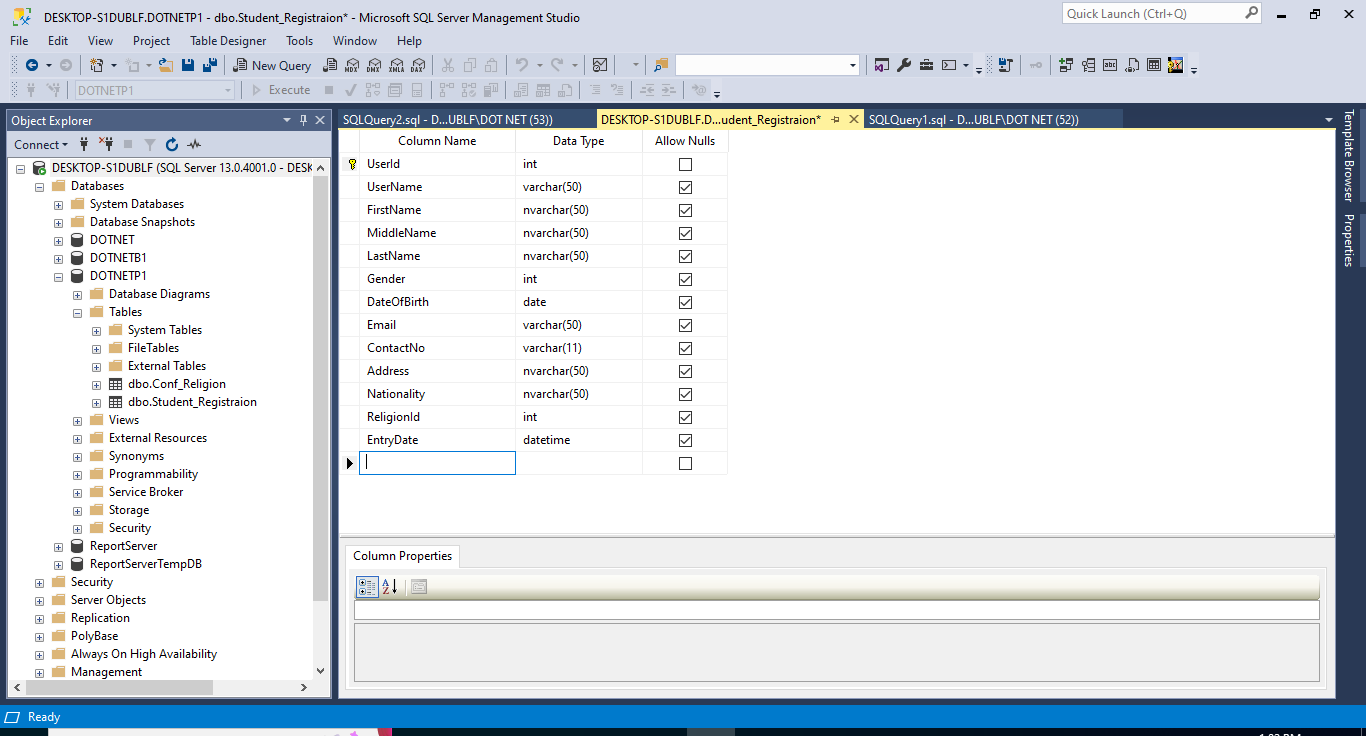 DESKTOP-S1DUBLF.DOTNETP1 - dbo.Student_Registraion* - Microsoft SQL Server Management Studio
Quick Launch (Ctrl+Q)
File Edit View Project Table Designer Tools Window Help
New Query MDX DMX XMLA DAX
DOTNETP1 Execute
Object Explorer
SQLQuery2.sql - D...UBLF\DOT NET (53))
DESKTOP-S1DUBLF.D...udent_Registraion*
SQLQuery1.sql - D...UBLF\DOT NET (52))
Connect
DESKTOP-S1DUBLF (SQL Server 13.0.4001.0 - DESK
Databases
System Databases
Database Snapshots
DOTNET
DOTNETB1
DOTNETP1
Database Diagrams
Tables
System Tables
FileTables
External Tables
dbo.Conf_Religion
dbo.Student_Registraion
Views
External Resources
Synonyms
Programmability
Service Broker
Storage
Security
ReportServer
ReportServerTempDB
Security
Server Objects
Replication
PolyBase
Always On High Availability
Management
Column Name Data Type Allow Nulls
UserId int
UserName varchar(50)
FirstName nvarchar(50)
MiddleName nvarchar(50)
LastName nvarchar(50)
Gender int
DateOfBirth date
Email varchar(50)
ContactNo varchar(11)
Address nvarchar(50)
Nationality nvarchar(50)
ReligionId int
EntryDate datetime
Column Properties
Template Browser
Properties
Ready